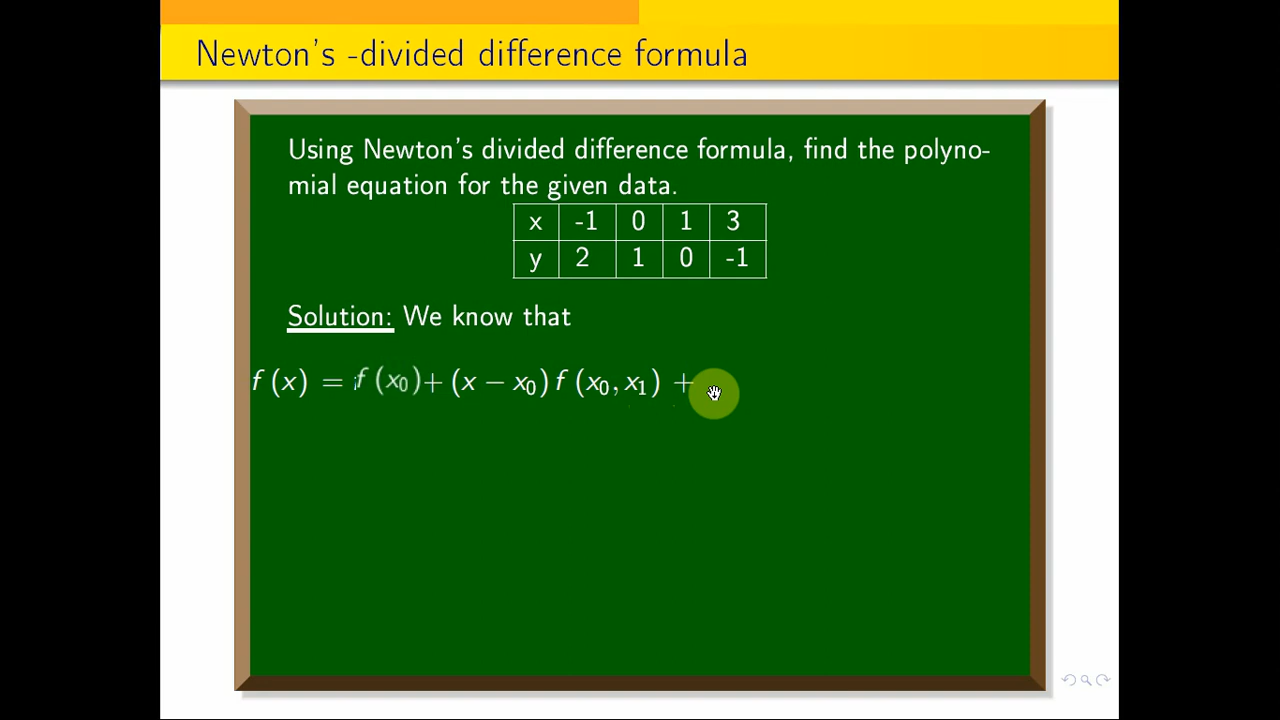 Newton's -divided difference formula
Using Newton's divided difference formula, find the polyno-
mial equation for the given data.
x -1 0 1 3
y 2 1 0 -1
Solution: We know that
f (x) = f (x₀)+ (x − x₀) f (x₀, x₁) +